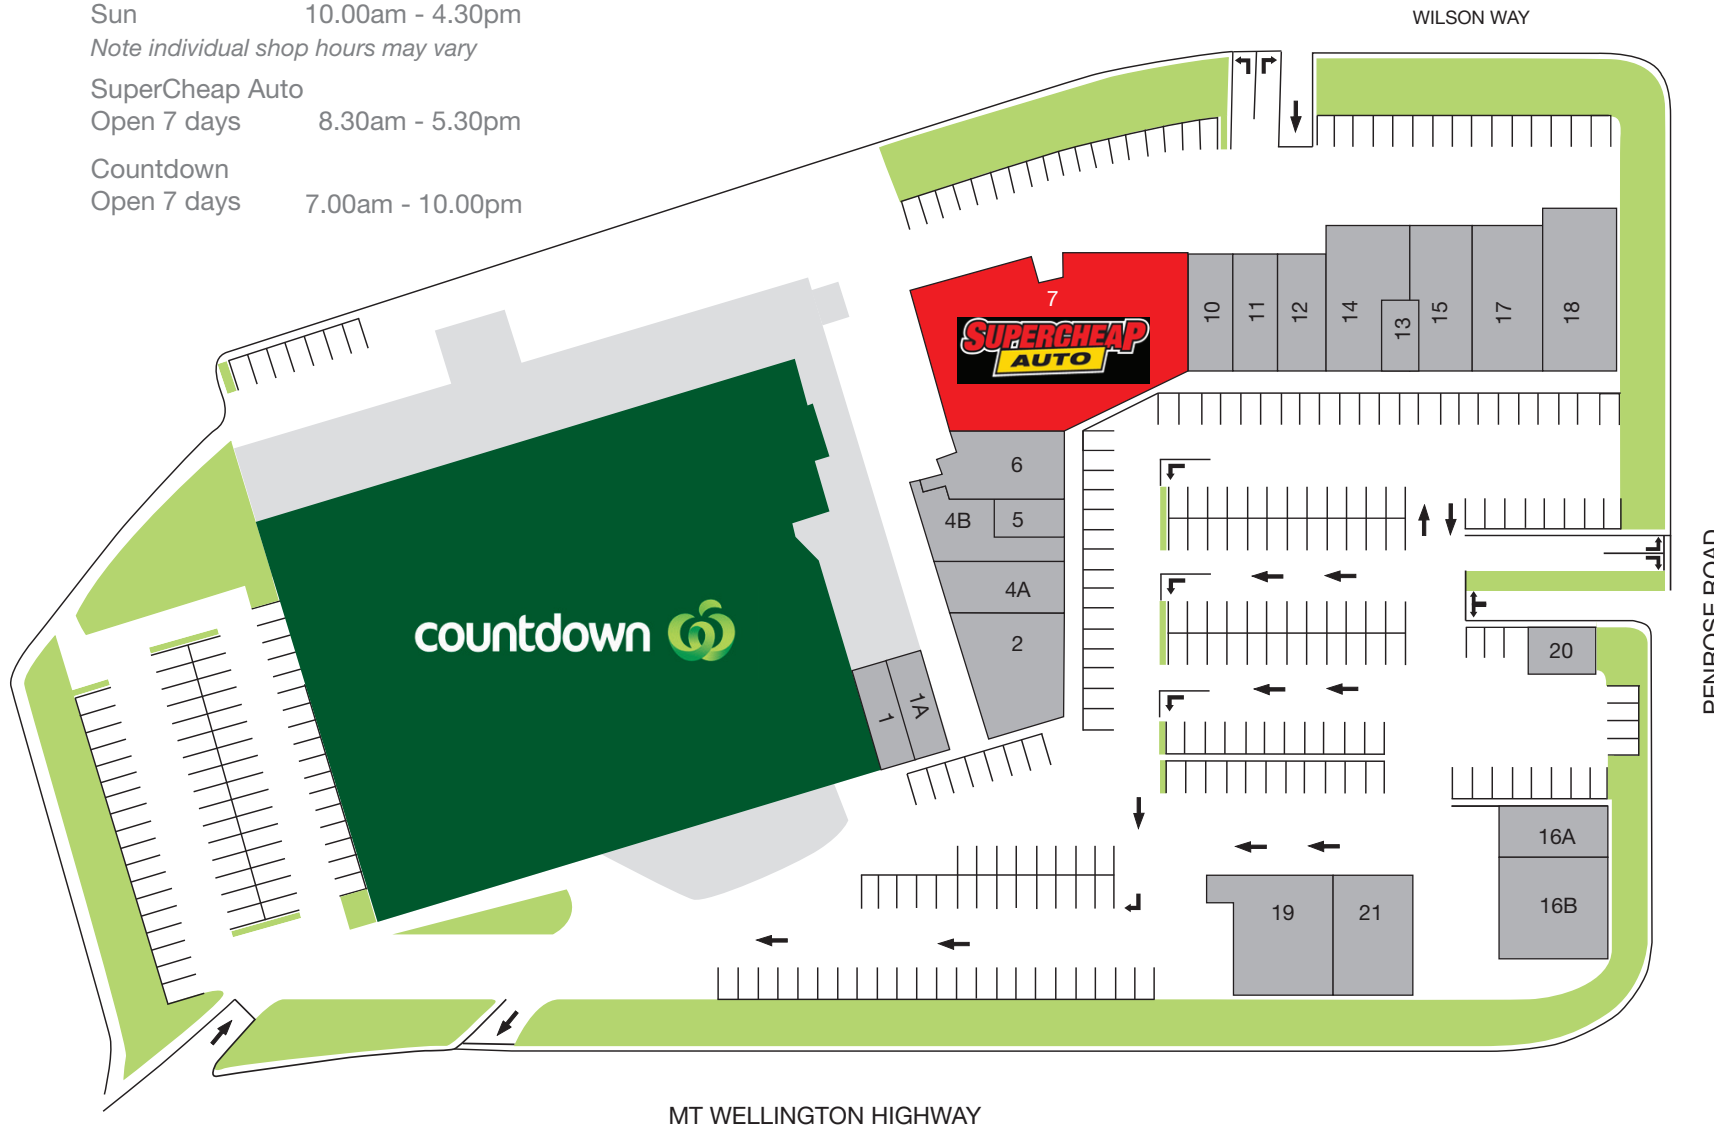 Sun 10.00am - 4.30pm
Note individual shop hours may vary
SuperCheap Auto
Open 7 days 8.30am - 5.30pm
Countdown
Open 7 days 7.00am - 10.00pm
WILSON WAY
7
SUPERCHEAP
AUTO
10
11
12
14
13
15
17
18
6
4B
5
4A
2
countdown
1
1A
20
PENROSE ROAD
16A
16B
19
21
MT WELLINGTON HIGHWAY